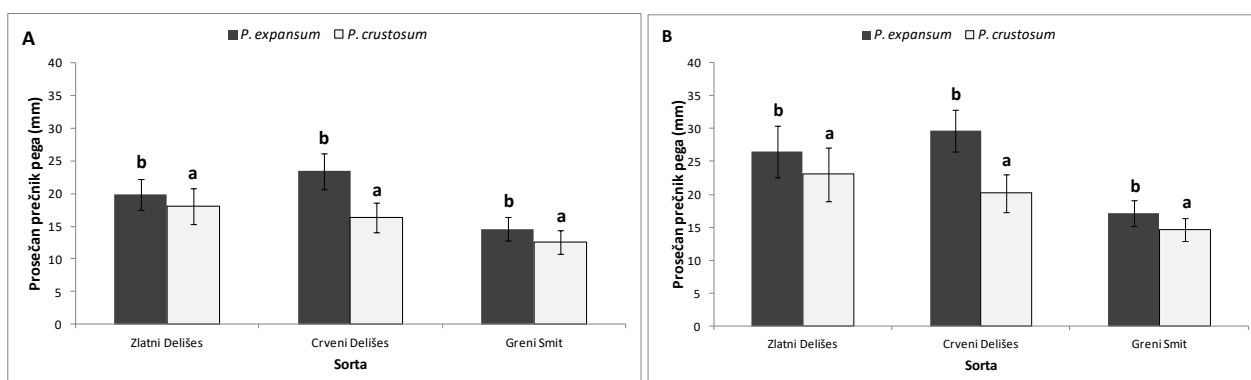 A
P. expansum P. crustosum
Prosečan prečnik pega (mm)
40
35
30
25
20
15
10
5
0
b a b a b a
Zlatni Delišes Crveni Delišes Greni Smit
Sorta
B
P. expansum P. crustosum
Prosečan prečnik pega (mm)
40
35
30
25
20
15
10
5
0
b a b a b a
Zlatni Delišes Crveni Delišes Greni Smit
Sorta